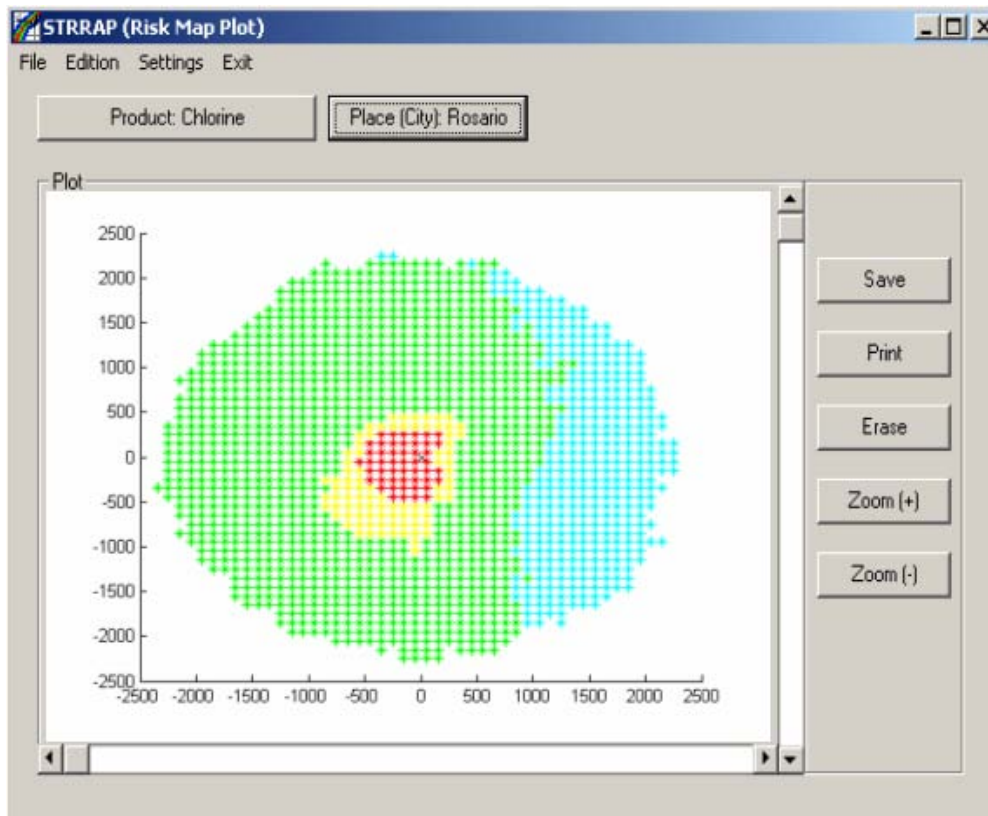 STRRAP (Risk Map Plot)
File Edition Settings Exit
Product: Chlorine Place (City): Rosario
Plot
2500
2000
1500
1000
500
0
-500
-1000
-1500
-2000
-2500
-2500 -2000 -1500 -1000 -500 0 500 1000 1500 2000 2500
Save
Print
Erase
Zoom (+)
Zoom (-)